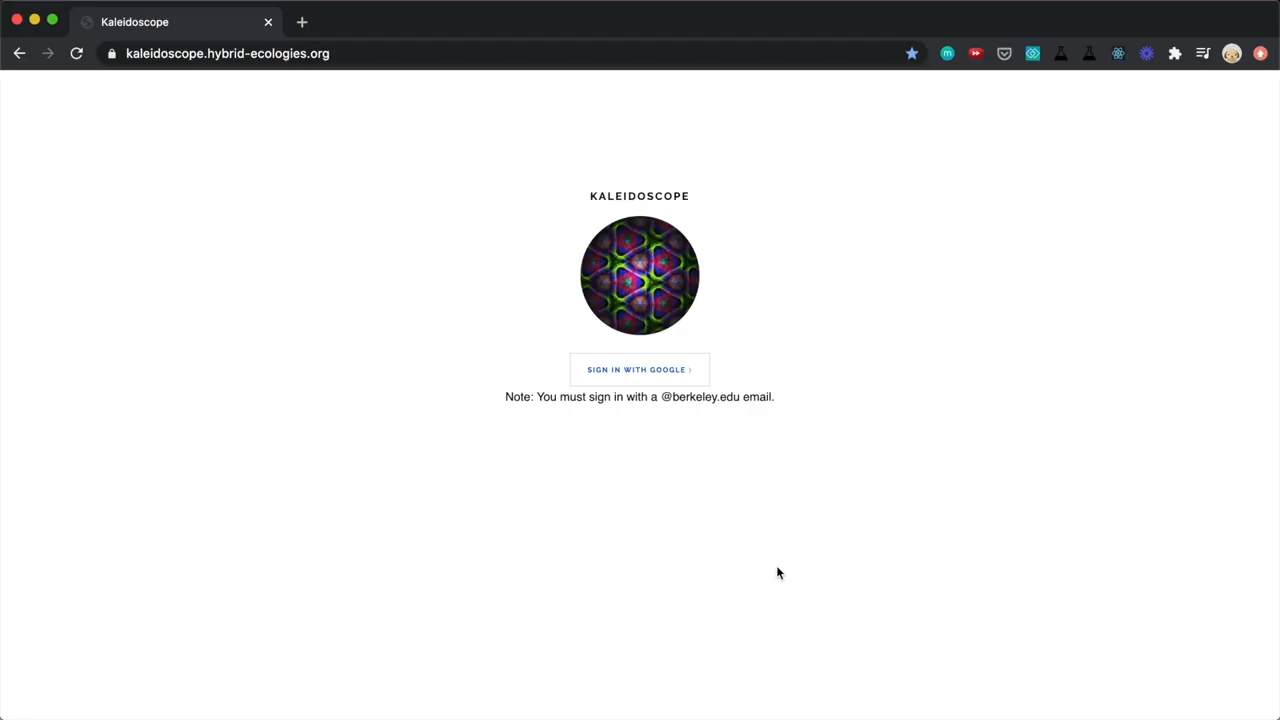 Kaleidoscope
kaleidoscope.hybrid-ecologies.org
m
KALEIDOSCOPE
SIGN IN WITH GOOGLE 〉
Note: You must sign in with a @berkeley.edu email.